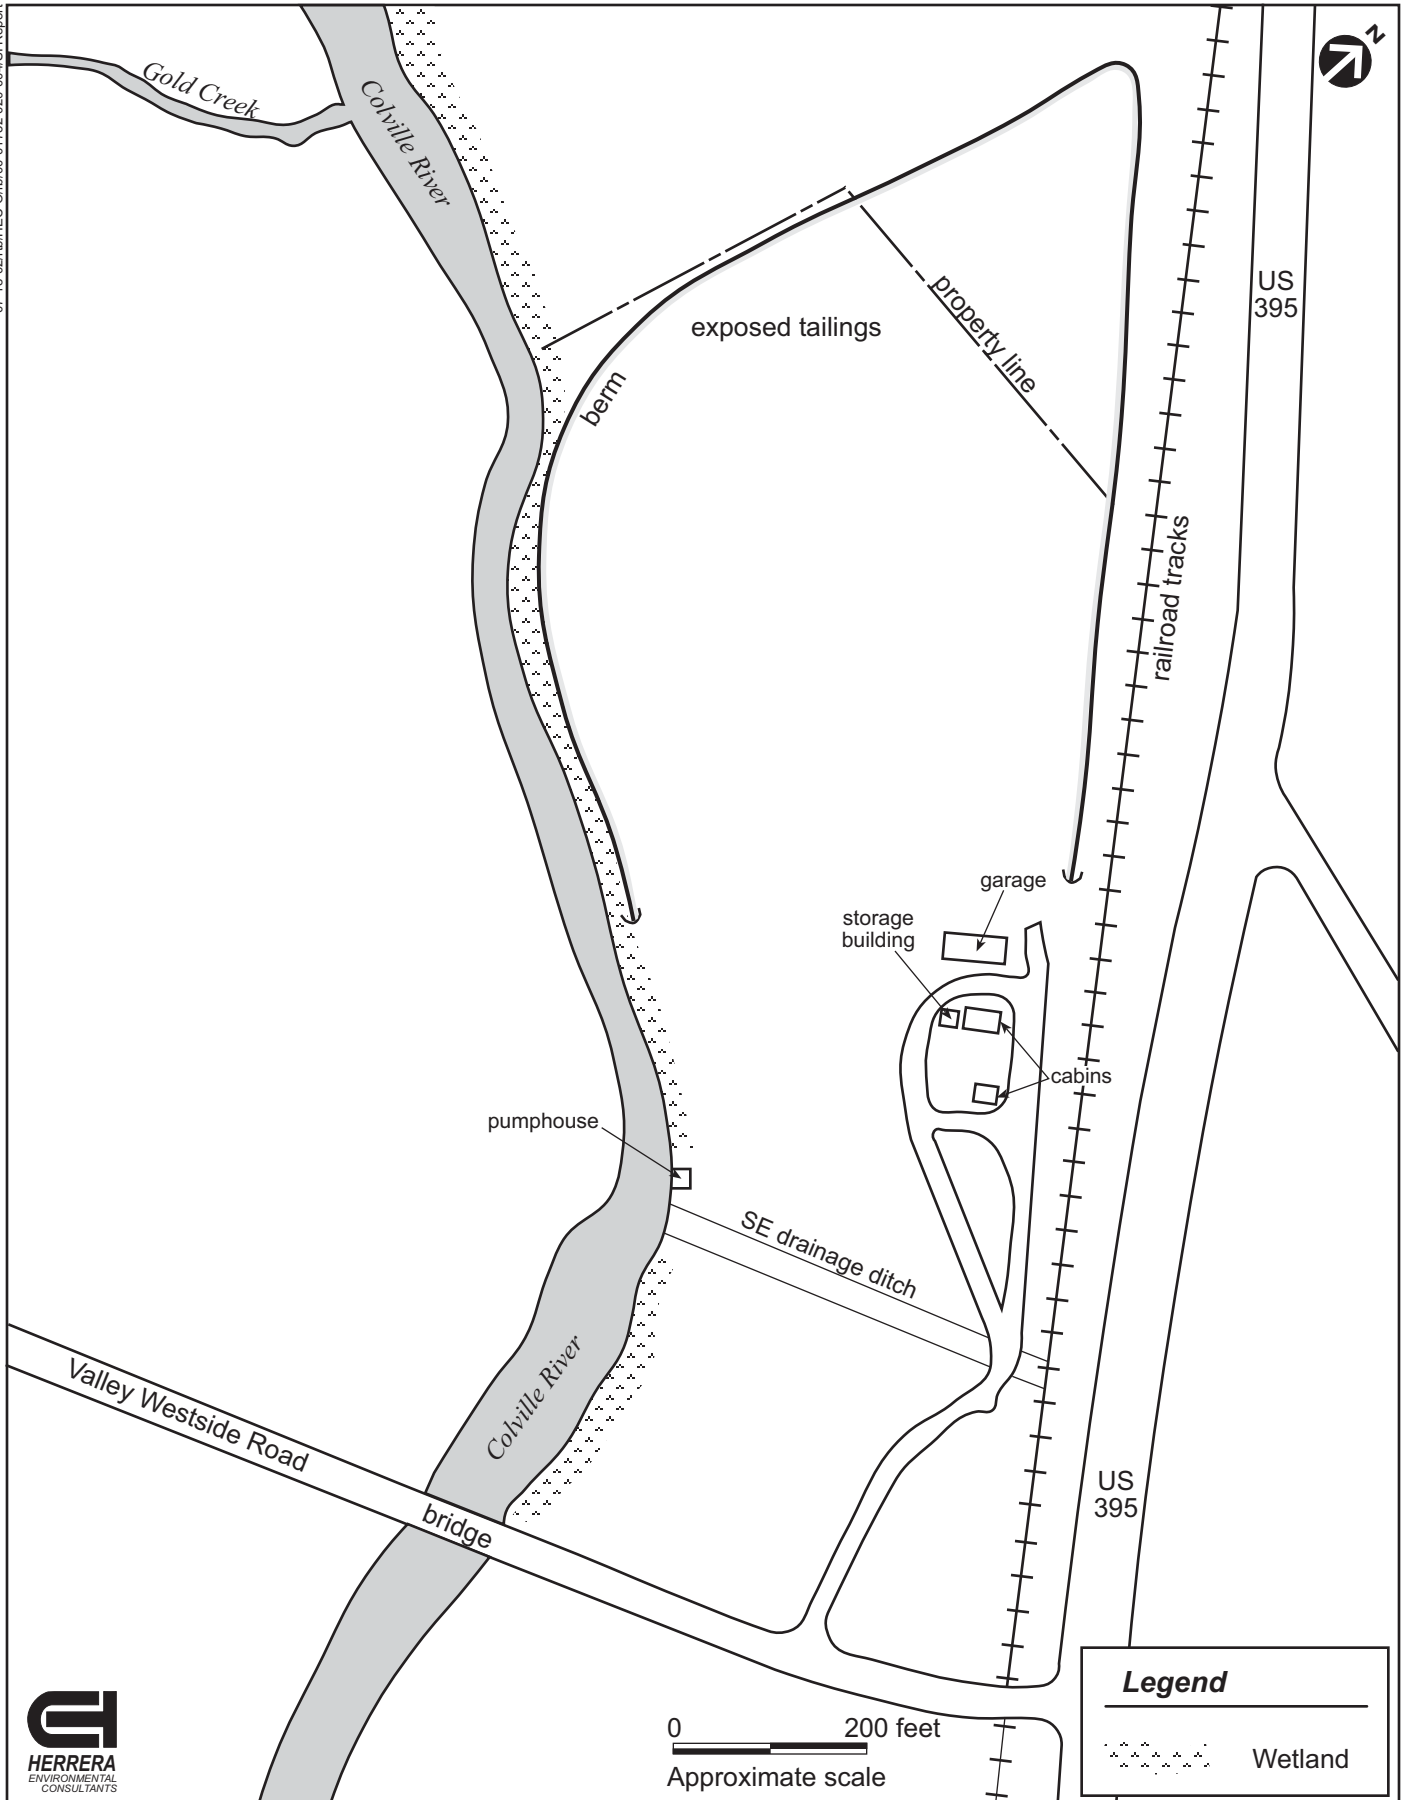 N
Gold Creek
Colville River
US
395
property line
exposed tailings
berm
railroad tracks
garage
storage
building
cabins
pumphouse
SE drainage ditch
Colville River
Valley Westside Road
bridge
US
395
Legend
Wetland
0 200 feet
Approximate scale
HERRERA
ENVIRONMENTAL
CONSULTANTS